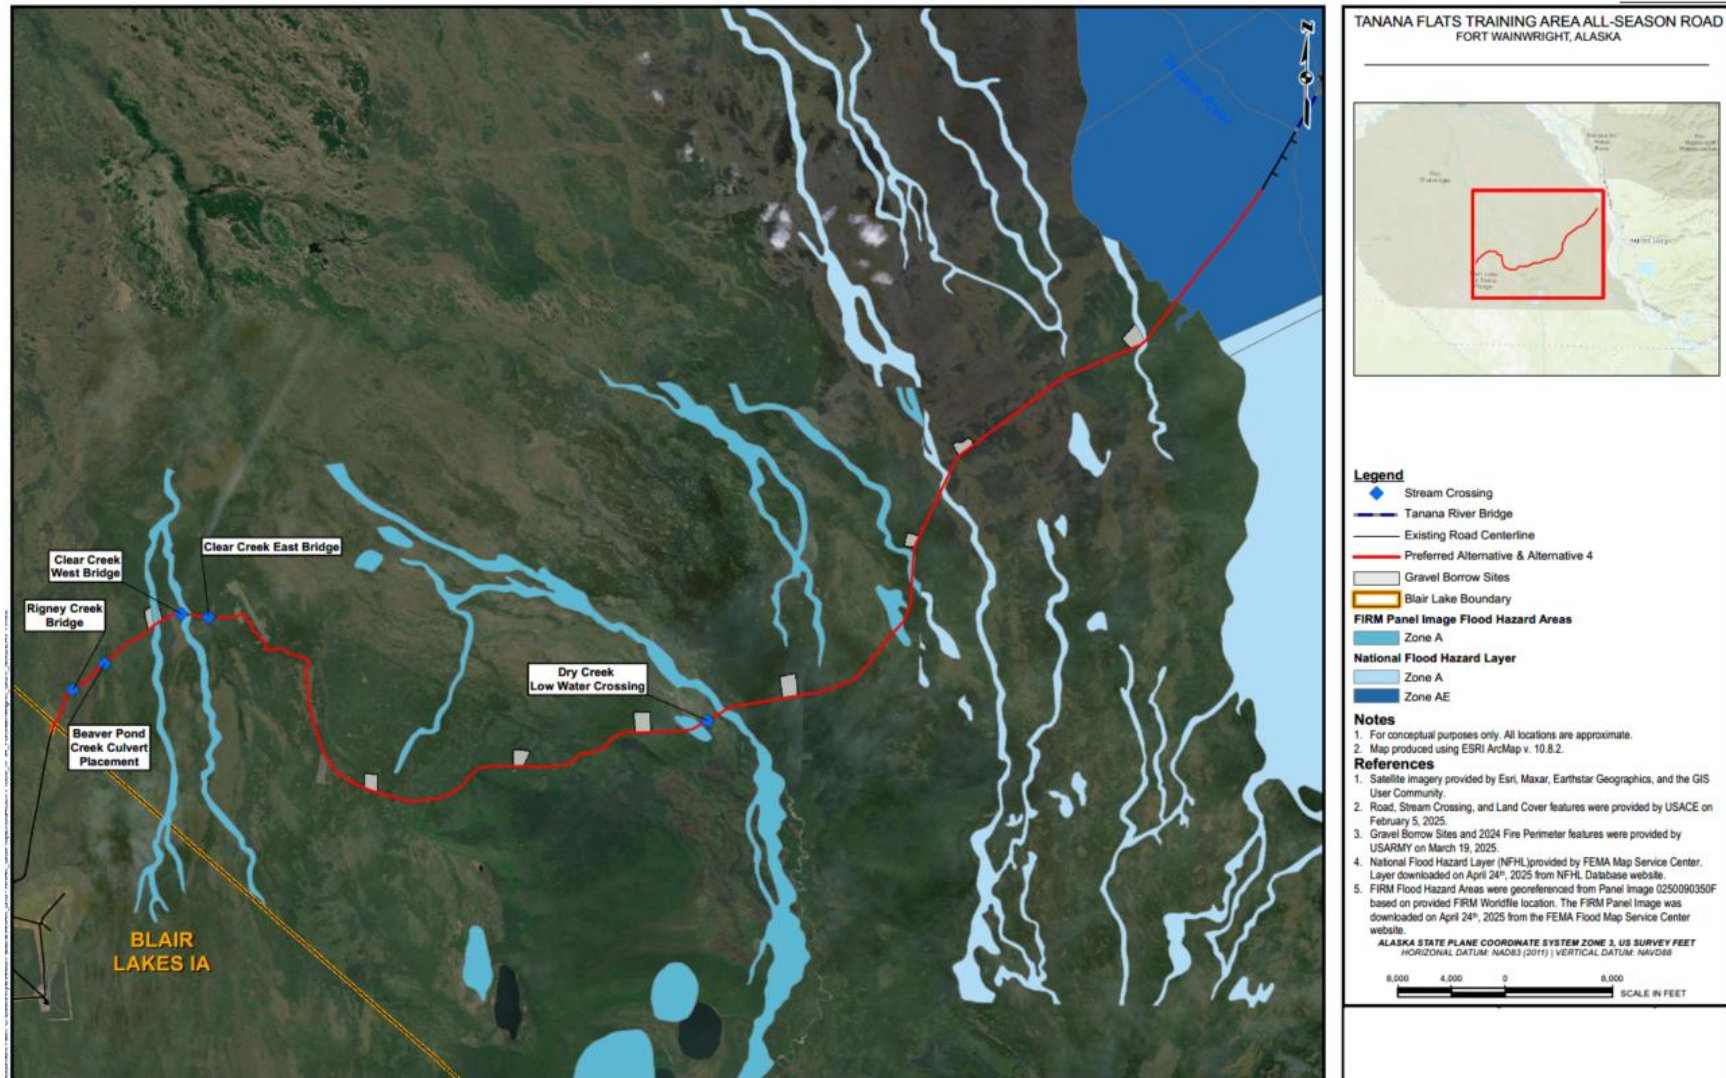 Clear Creek East Bridge
Clear Creek
West Bridge
Rigney Creek
Bridge
Beaver Pond
Creek Culvert
Placement
Dry Creek
Low Water Crossing
BLAIR
LAKES IA
N
TANANA FLATS TRAINING AREA ALL-SEASON ROAD
FORT WAINWRIGHT, ALASKA
Legend
Stream Crossing
Tanana River Bridge
Existing Road Centerline
Preferred Alternative & Alternative 4
Gravel Borrow Sites
Blair Lake Boundary
FIRM Panel Image Flood Hazard Areas
Zone A
National Flood Hazard Layer
Zone A
Zone AE
Notes
1. For conceptual purposes only. All locations are approximate.
2. Map produced using ESRI ArcMap v. 10.8.2.
References
1. Satellite imagery provided by Esri, Maxar, Earthstar Geographics, and the GIS
User Community.
2. Road, Stream Crossing, and Land Cover features were provided by USACE on
February 5, 2025.
3. Gravel Borrow Sites and 2024 Fire Perimeter features were provided by
USARMY on March 19, 2025.
4. National Flood Hazard Layer (NFHL)provided by FEMA Map Service Center.
Layer downloaded on April 24th, 2025 from NFHL Database website.
5. FIRM Flood Hazard Areas were georeferenced from Panel Image 0250090350F
based on provided FIRM Worldfile location. The FIRM Panel Image was
downloaded on April 24th, 2025 from the FEMA Flood Map Service Center
website.
ALASKA STATE PLANE COORDINATE SYSTEM ZONE 3, US SURVEY FEET
HORIZONAL DATUM: NAD83 (2011) | VERTICAL DATUM: NAVD88
8,000 4,000 0 8,000
SCALE IN FEET